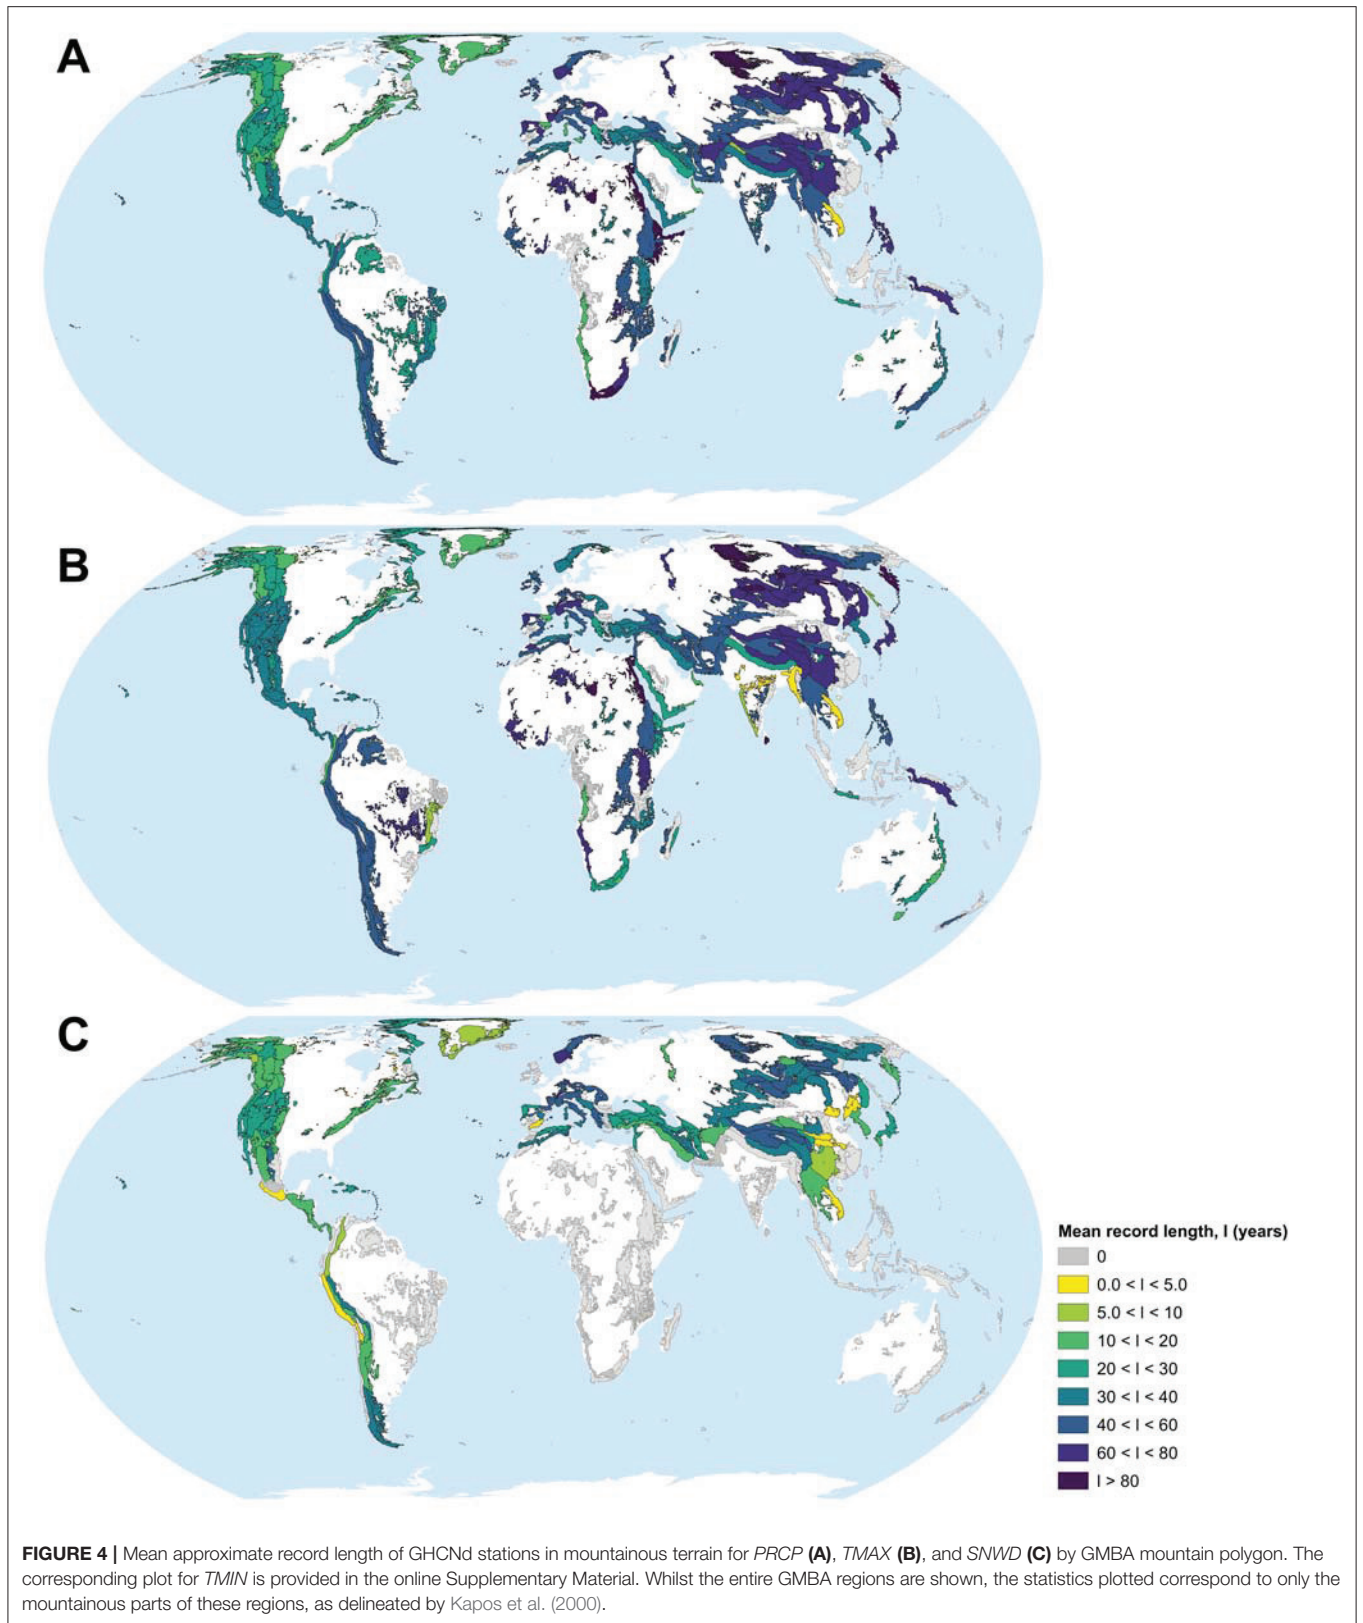 A
B
C
Mean record length, l (years)
0
0.0 < l < 5.0
5.0 < l < 10
10 < l < 20
20 < l < 30
30 < l < 40
40 < l < 60
60 < l < 80
l > 80
FIGURE 4 | Mean approximate record length of GHCNd stations in mountainous terrain for PRCP (A), TMAX (B), and SNWD (C) by GMBA mountain polygon. The
corresponding plot for TMIN is provided in the online Supplementary Material. Whilst the entire GMBA regions are shown, the statistics plotted correspond to only the
mountainous parts of these regions, as delineated by Kapos et al. (2000).